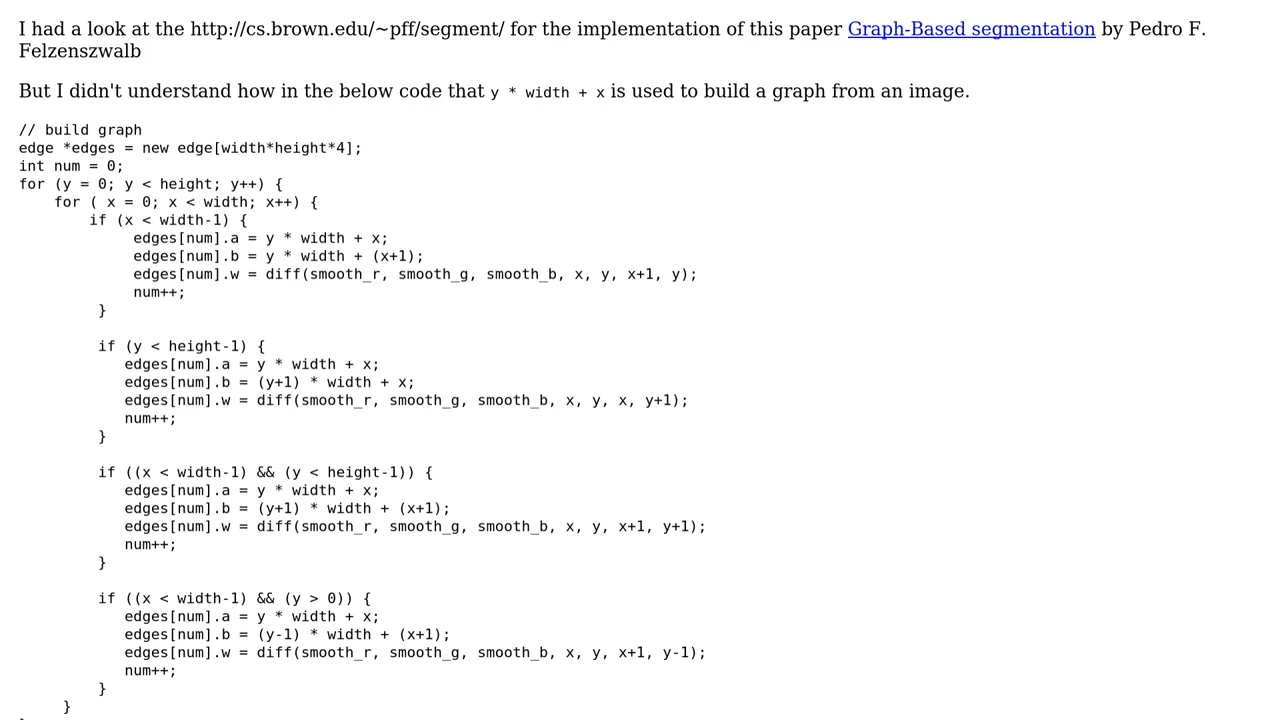 I had a look at the http://cs.brown.edu/~pff/segment/ for the implementation of this paper Graph-Based segmentation by Pedro F.
Felzenszwalb
But I didn't understand how in the below code that y * width + x is used to build a graph from an image.
// build graph
edge *edges = new edge[width*height*4];
int num = 0;
for (y = 0; y < height; y++) {
    for ( x = 0; x < width; x++) {
        if (x < width-1) {
             edges[num].a = y * width + x;
             edges[num].b = y * width + (x+1);
             edges[num].w = diff(smooth_r, smooth_g, smooth_b, x, y, x+1, y);
             num++;
         }
         if (y < height-1) {
            edges[num].a = y * width + x;
            edges[num].b = (y+1) * width + x;
            edges[num].w = diff(smooth_r, smooth_g, smooth_b, x, y, x, y+1);
            num++;
         }
         if ((x < width-1) && (y < height-1)) {
            edges[num].a = y * width + x;
            edges[num].b = (y+1) * width + (x+1);
            edges[num].w = diff(smooth_r, smooth_g, smooth_b, x, y, x+1, y+1);
            num++;
         }
         if ((x < width-1) && (y > 0)) {
            edges[num].a = y * width + x;
            edges[num].b = (y-1) * width + (x+1);
            edges[num].w = diff(smooth_r, smooth_g, smooth_b, x, y, x+1, y-1);
            num++;
         }
     }